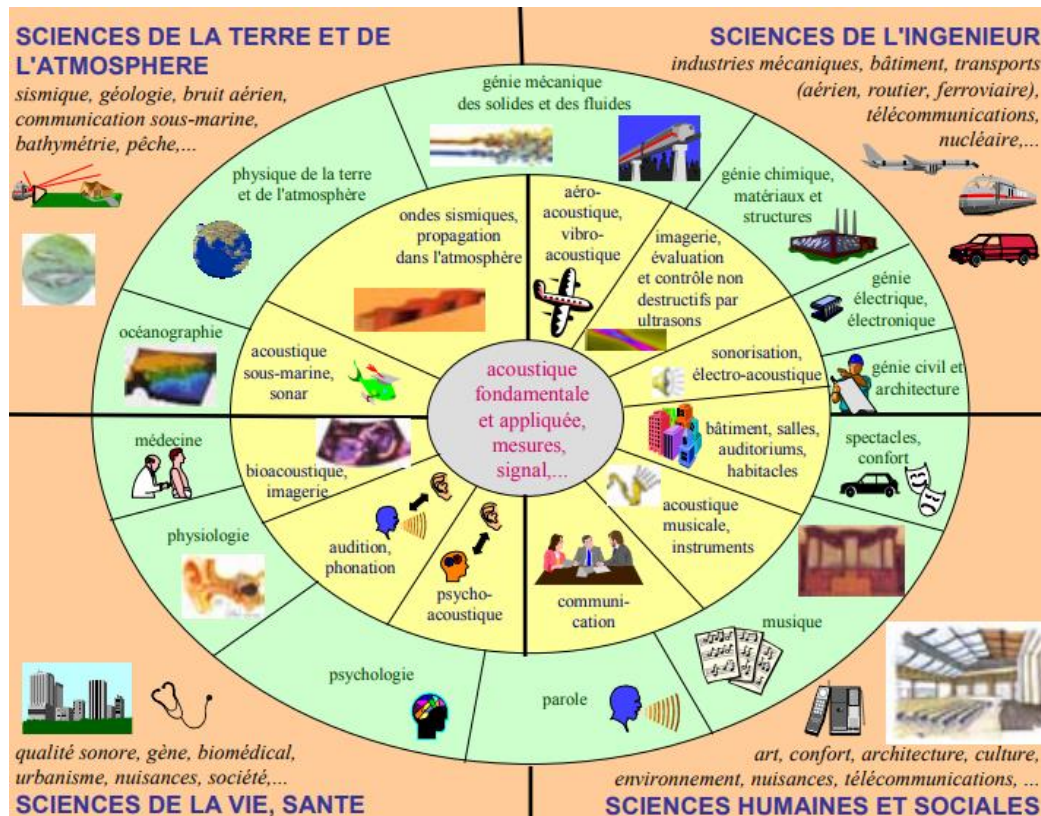 SCIENCES DE LA TERRE ET DE
L'ATMOSPHERE
sismique, géologie, bruit aérien,
communication sous-marine,
bathymétrie, pêche,...
SCIENCES DE L'INGENIEUR
industries mécaniques, bâtiment, transports
(aérien, routier, ferroviaire),
télécommunications,
nucléaire,...
génie mécanique
des solides et des fluides
physique de la terre
et de l'atmosphère
génie chimique,
matériaux et
structures
océanographie
génie
électrique,
électronique
génie civil et
architecture
médecine
spectacles,
confort
physiologie
musique
psychologie
parole
ondes sismiques,
propagation
dans l'atmosphère
aéro-
acoustique,
vibro-
acoustique
imagerie,
évaluation
et contrôle non
destructifs par
ultrasons
acoustique
sous-marine,
sonar
sonorisation,
électro-acoustique
acoustique
fondamentale
et appliquée,
mesures,
signal,...
bioacoustique,
imagerie
bâtiment, salles,
auditoriums,
habitacles
audition,
phonation
acoustique
musicale,
instruments
psycho-
acoustique
communi-
cation
qualité sonore, gène, biomédical,
urbanisme, nuisances, société,...
SCIENCES DE LA VIE, SANTE
art, confort, architecture, culture,
environnement, nuisances, télécommunications, ...
SCIENCES HUMAINES ET SOCIALES